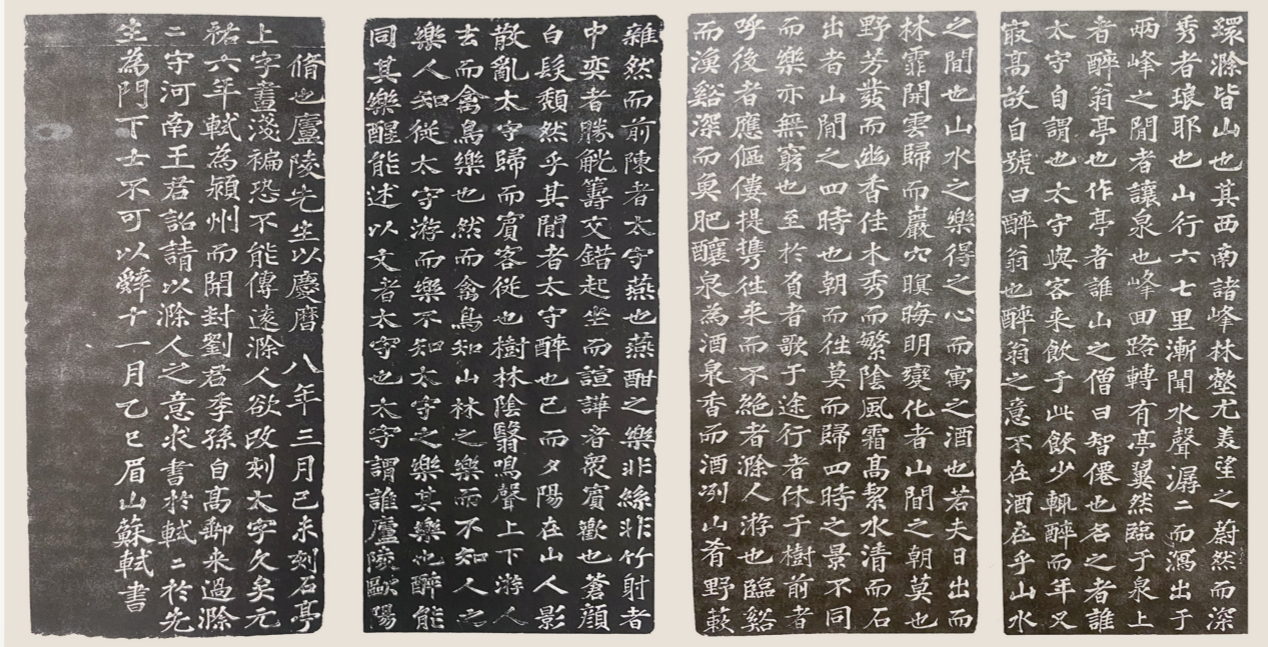 環滁皆山也其西南諸峰林壑尤美望之蔚然而深
秀者琅耶也山行六七里漸聞水聲潺二而瀉出于
兩峰之閒者讓泉也峰回路轉有亭翼然臨于泉上
者醉翁亭也作亭者誰山之僧曰智僊也名之者誰
太守自謂也太守與客来飲于此飲少輒醉而年又
冣高故自號曰醉翁也醉翁之意不在酒在乎山水
之間也山水之樂得之心而寓之酒也若夫日出而
林霏開雲歸而巖穴暝晦明變化者山間之朝莫也
野芳發而幽香佳木秀而繁陰風霜高絜水清而石
出者山閒之四時也朝而往莫而歸四時之景不同
而樂亦無窮也至於負者歌于途行者休于樹前者
呼後者應傴僂提攜往来而不絶者滁人游也臨谿
而漁谿深而魚肥釀泉為酒泉香而酒冽山肴野蔌
雜然而前陳者太守燕也燕酣之樂非絲非竹射者
中奕者勝觥籌交錯起坐而諠譁者衆賓歡也蒼顔
白髮頹然乎其間者太守醉也已而夕陽在山人影
散亂太守歸而賓客從也樹林陰翳鳴聲上下游人
去而禽鳥樂也然而禽鳥知山林之樂而不知人之
樂人知從太守游而樂不知太守之樂其樂也醉能
同其樂醒能述以文者太守也太守謂誰廬陵歐陽
脩也廬陵先生以慶曆八年三月己未刻石亭
上字畫淺褊恐不能傳遠滁人欲改刻大字久矣元
祐六年軾為潁州而開封劉君季孫自高郵来過滁
二守河南王君詔請以滁人之意求書於軾二於先
生為門下士不可以辭十一月乙巳眉山蘇軾書